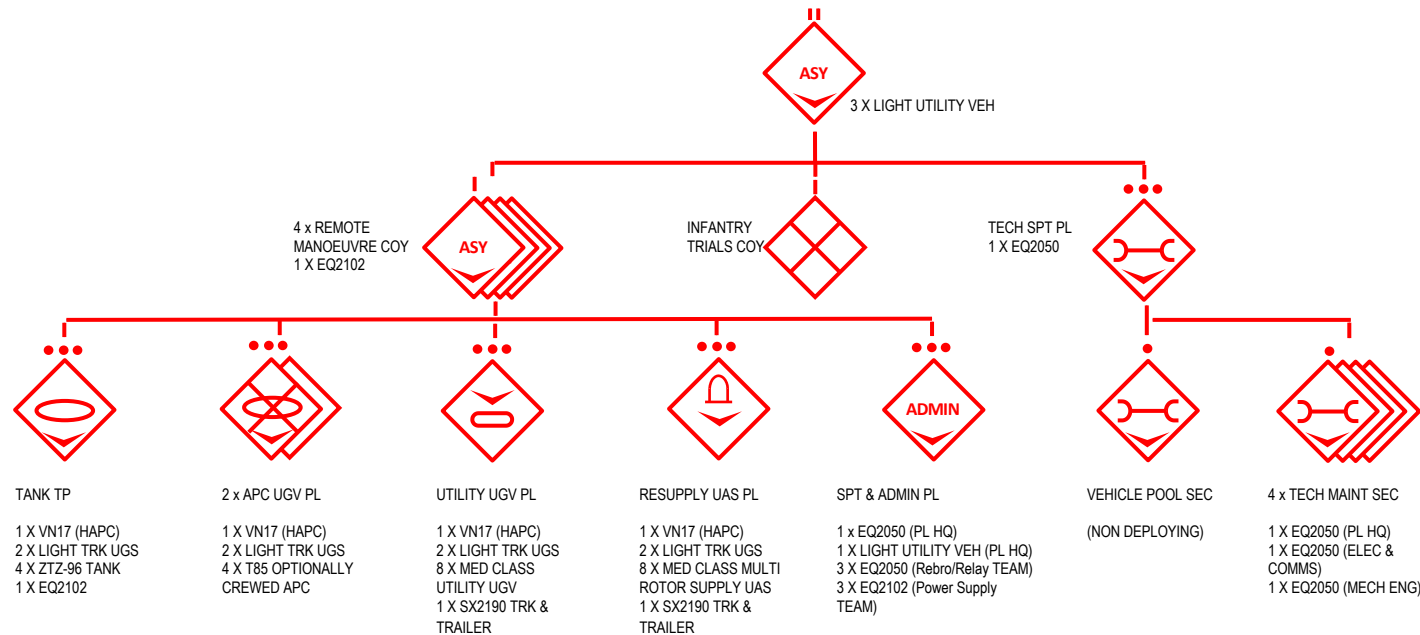 ASY
3 X LIGHT UTILITY VEH
4 x REMOTE
MANOEUVRE COY
1 X EQ2102
ASY
INFANTRY
TRIALS COY
TECH SPT PL
1 X EQ2050
ADMIN
TANK TP
1 X VN17 (HAPC)
2 X LIGHT TRK UGS
4 X ZTZ-96 TANK
1 X EQ2102
2 x APC UGV PL
1 X VN17 (HAPC)
2 X LIGHT TRK UGS
4 X T85 OPTIONALLY
CREWED APC
UTILITY UGV PL
1 X VN17 (HAPC)
2 X LIGHT TRK UGS
8 X MED CLASS
UTILITY UGV
1 X SX2190 TRK &
TRAILER
RESUPPLY UAS PL
1 X VN17 (HAPC)
2 X LIGHT TRK UGS
8 X MED CLASS MULTI
ROTOR SUPPLY UAS
1 X SX2190 TRK &
TRAILER
SPT & ADMIN PL
1 x EQ2050 (PL HQ)
1 X LIGHT UTILITY VEH (PL HQ)
3 X EQ2050 (Rebro/Relay TEAM)
3 X EQ2102 (Power Supply
TEAM)
VEHICLE POOL SEC
(NON DEPLOYING)
4 x TECH MAINT SEC
1 X EQ2050 (PL HQ)
1 X EQ2050 (ELEC &
COMMS)
1 X EQ2050 (MECH ENG)